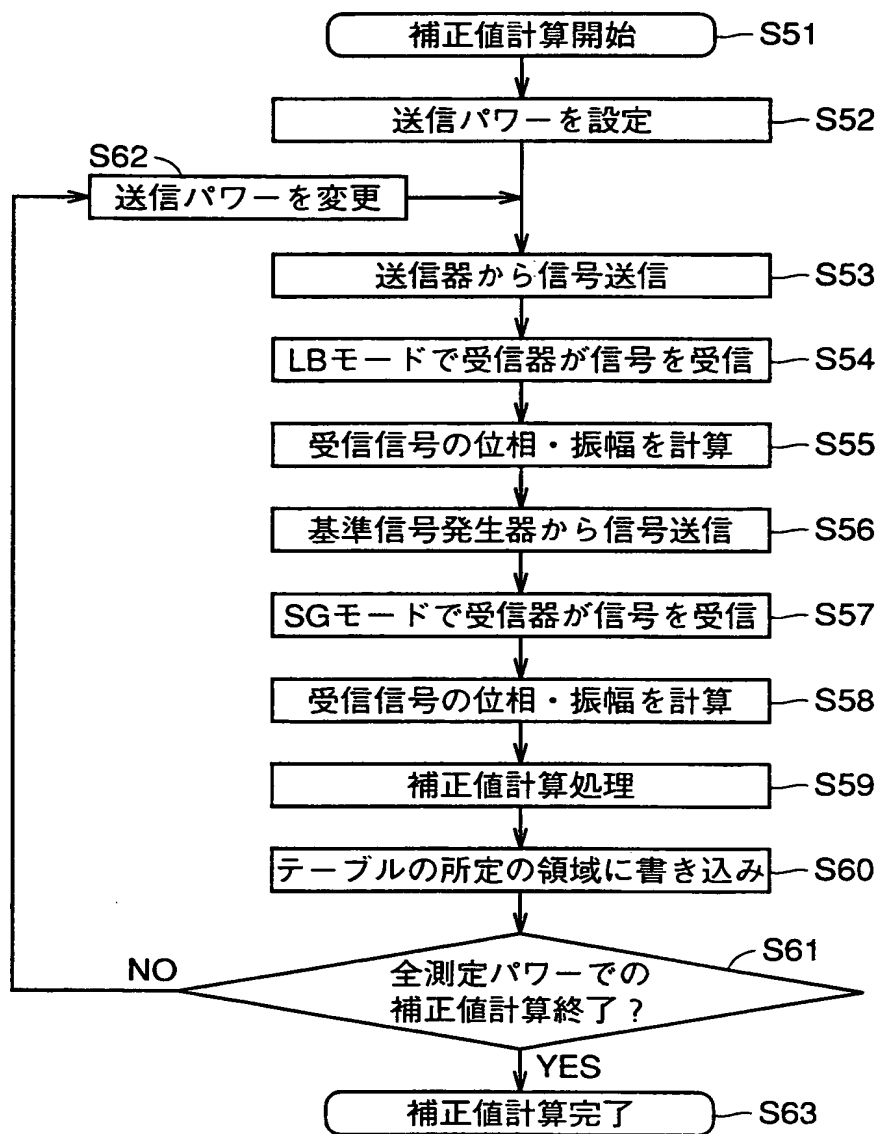 補正値計算開始 S51
送信パワーを設定 S52
S62
送信パワーを変更
送信器から信号送信 S53
LBモードで受信器が信号を受信 S54
受信信号の位相・振幅を計算 S55
基準信号発生器から信号送信 S56
SGモードで受信器が信号を受信 S57
受信信号の位相・振幅を計算 S58
補正値計算処理 S59
テーブルの所定の領域に書き込み S60
S61
NO
全測定パワーでの
補正値計算終了?
YES
補正値計算完了 S63